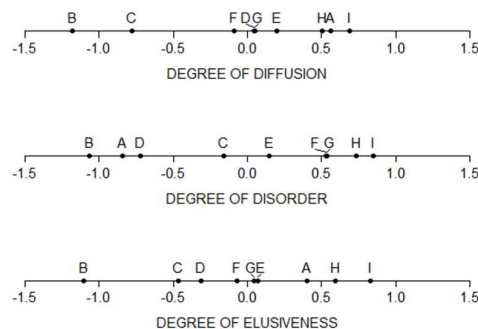 B C F D G E H A I
-1.5 -1.0 -0.5 0.0 0.5 1.0 1.5
DEGREE OF DIFFUSION
B A D C E F G H I
-1.5 -1.0 -0.5 0.0 0.5 1.0 1.5
DEGREE OF DISORDER
B C D F G E A H I
-1.5 -1.0 -0.5 0.0 0.5 1.0 1.5
DEGREE OF ELUSIVENESS